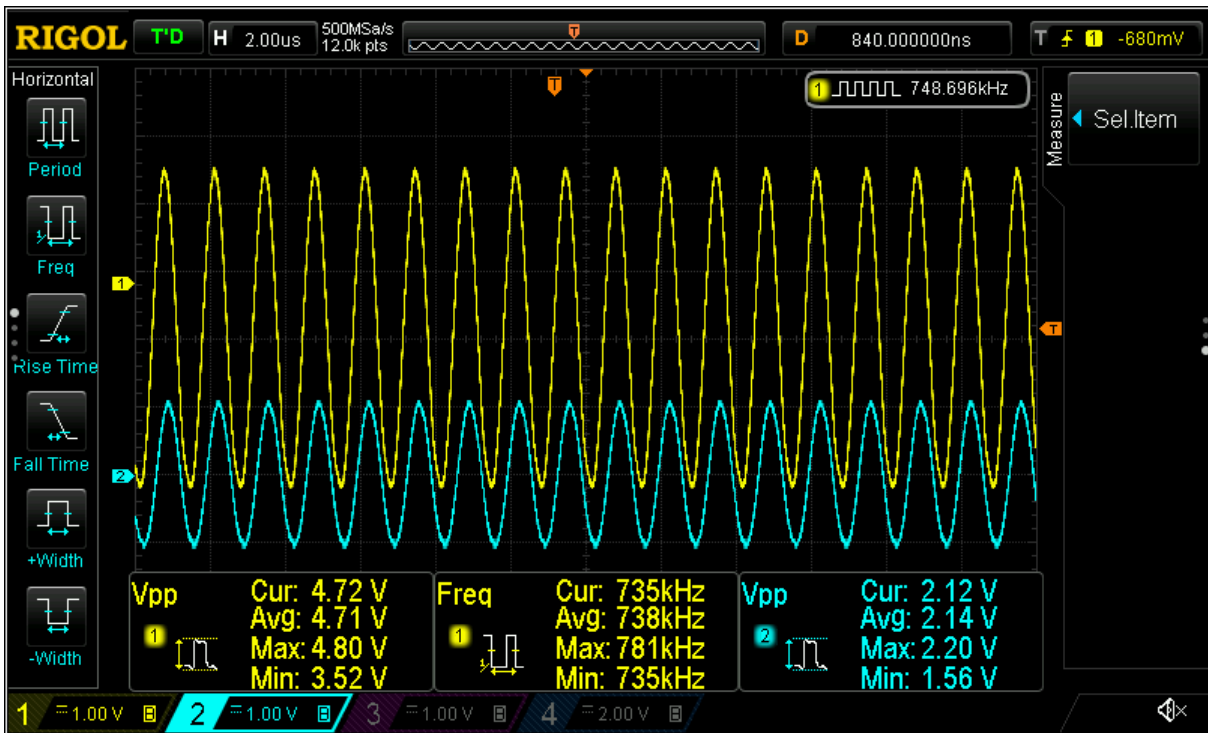 RIGOL T'D H 2.00us 500MSa/s 12.0k pts T D 840.000000ns T 1 -680mV
Horizontal
Period
Freq
Rise Time
Fall Time
+Width
-Width
T
1 748.696kHz
1
2
T
Measure
Sel.Item
Vpp
1
Cur: 4.72 V
Avg: 4.71 V
Max: 4.80 V
Min: 3.52 V
Freq
1
Cur: 735kHz
Avg: 738kHz
Max: 781kHz
Min: 735kHz
Vpp
2
Cur: 2.12 V
Avg: 2.14 V
Max: 2.20 V
Min: 1.56 V
1 1.00 V B 2 1.00 V B 3 1.00 V B 4 2.00 V B